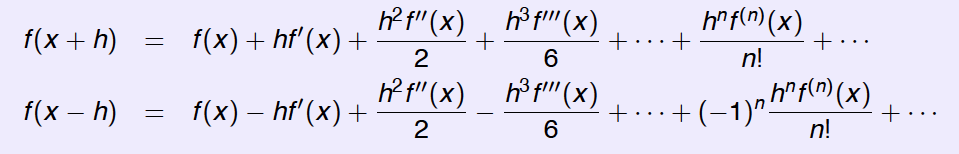 f(x + h) = f(x) + hf′(x) + h²f″(x)/2 + h³f‴(x)/6 + ··· + hⁿf⁽ⁿ⁾(x)/n! + ···
f(x − h) = f(x) − hf′(x) + h²f″(x)/2 − h³f‴(x)/6 + ··· + (−1)ⁿ hⁿf⁽ⁿ⁾(x)/n! + ···